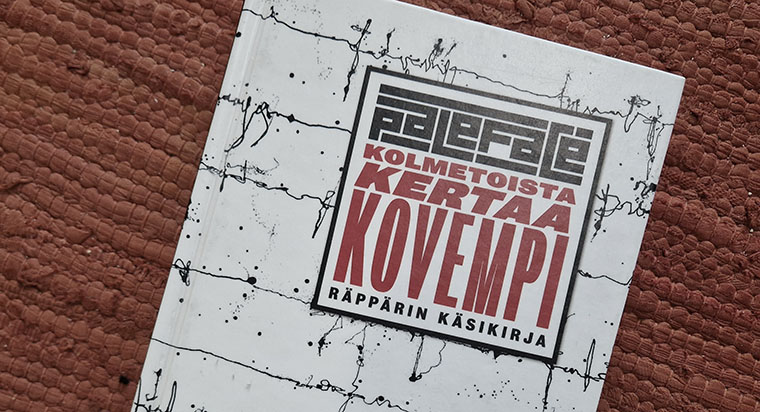 PALEFACE
KOLMETOISTA
KERTAA
KOVEMPI
RÄPPÄRIN KÄSIKIRJA